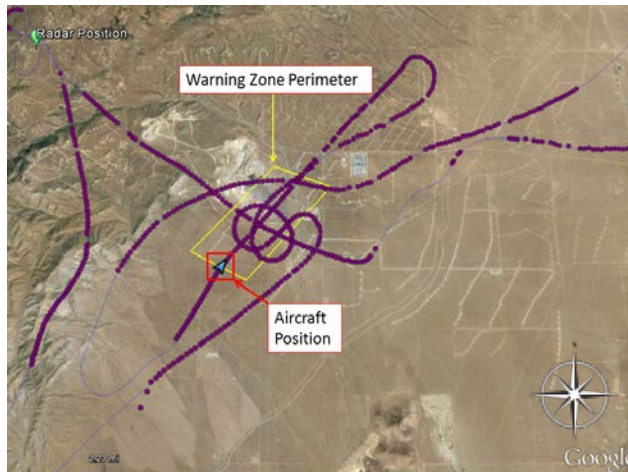 Radar Position
Warning Zone Perimeter
Aircraft
Position
Google